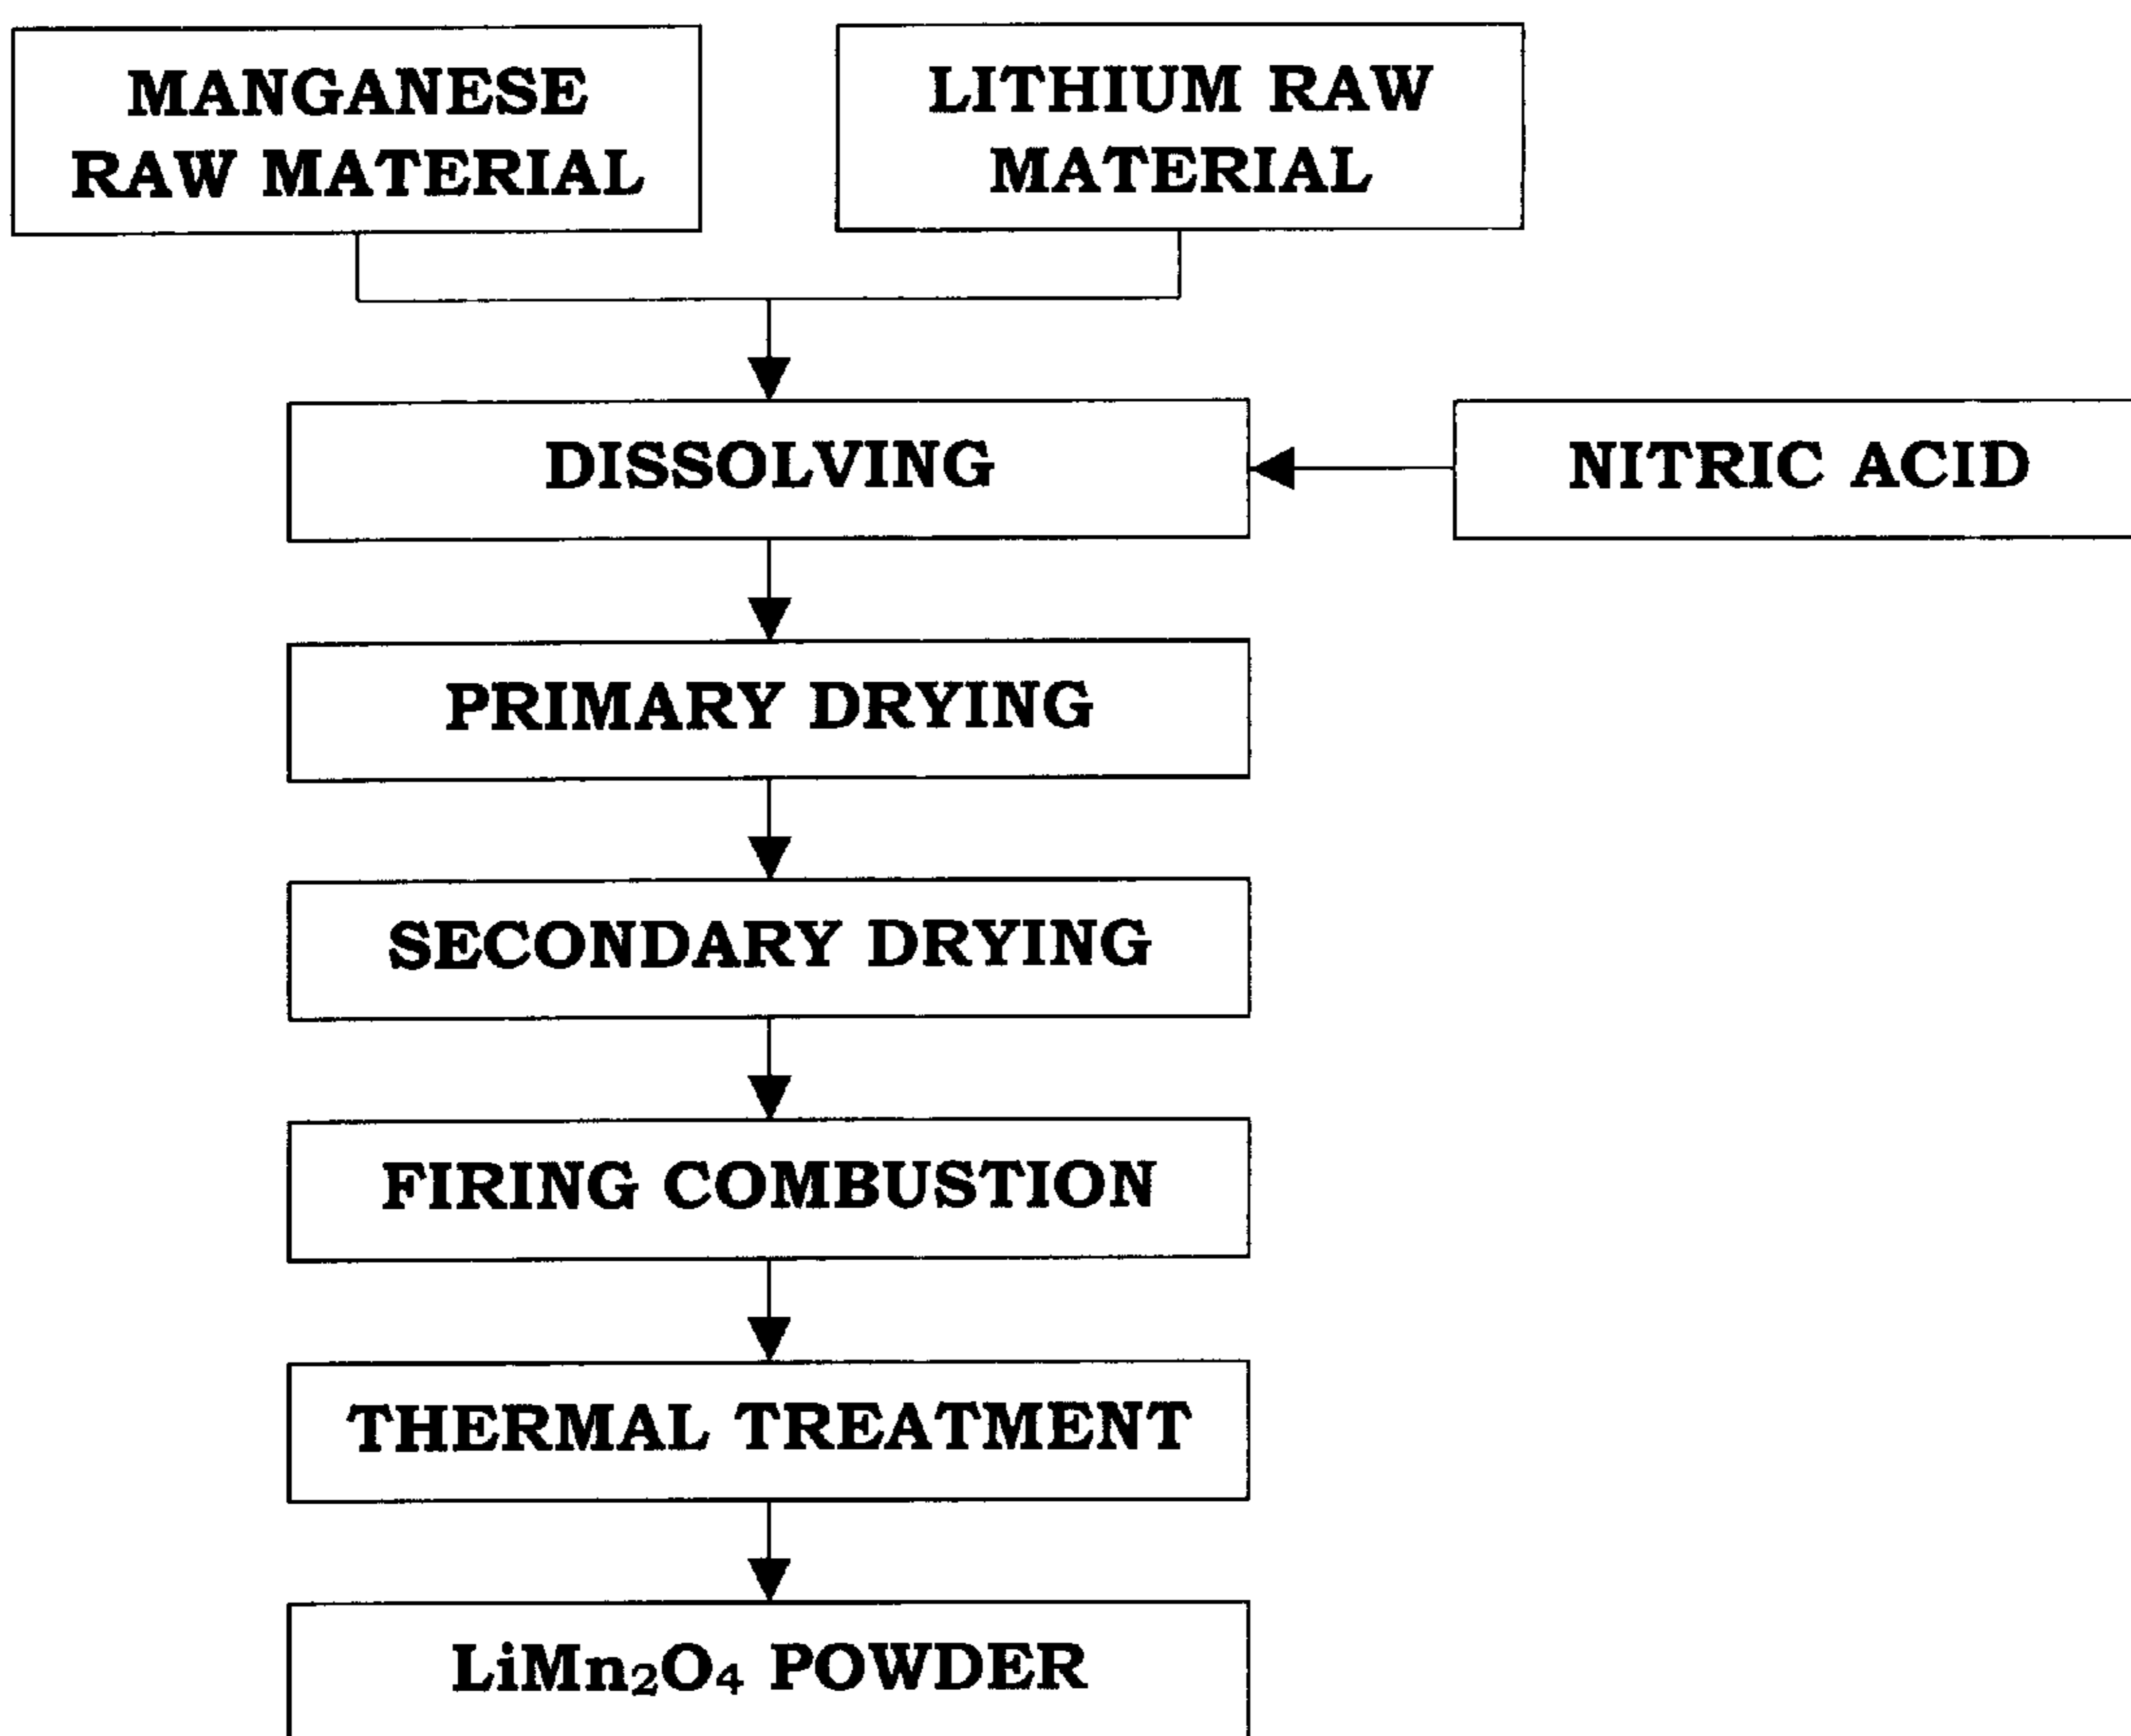 MANGANESE
RAW MATERIAL
LITHIUM RAW
MATERIAL
DISSOLVING
NITRIC ACID
PRIMARY DRYING
SECONDARY DRYING
FIRING COMBUSTION
THERMAL TREATMENT
LiMn₂O₄ POWDER